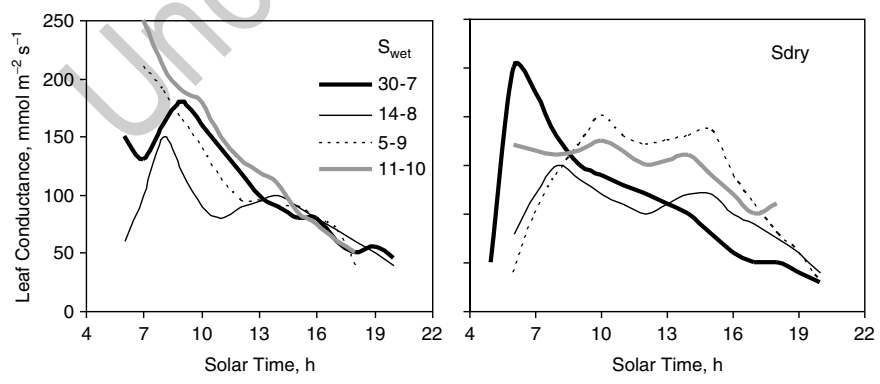 Unc
Leaf Conductance, mmol m⁻² s⁻¹
250
200
150
100
50
0
S_wet
30-7
14-8
5-9
11-10
4 7 10 13 16 19 22
Solar Time, h
Sdry
4 7 10 13 16 19 22
Solar Time, h